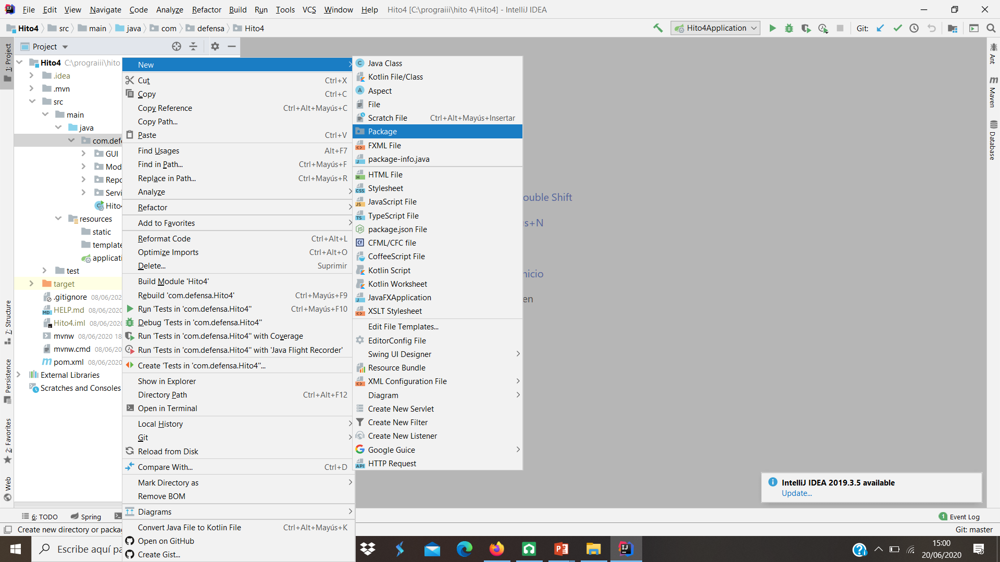 File Edit View Navigate Code Analyze Refactor Build Run Tools VCS Window Help Hito4 [C:\prograiii\hito 4\Hito4] - IntelliJ IDEA
Hito4 src main java com defensa Hito4 Hito4Application Git:
Project
1: Project
7: Structure
Persistence
2: Favorites
Web
Ant
Maven
Database
Hito4 C:\prograiii\hito
.idea
.mvn
src
main
java
com.defe
GUI
Mod
Repo
Servi
Hito4
resources
static
template
applicati
test
target
.gitignore 08/06/202
HELP.md 08/06/2020
Hito4.iml 08/06/202
mvnw 08/06/2020 18
mvnw.cmd 08/06/20
pom.xml 08/06/2020
External Libraries
Scratches and Consoles
New
Cut Ctrl+X
Copy Ctrl+C
Copy Reference Ctrl+Alt+Mayús+C
Copy Path...
Paste Ctrl+V
Find Usages Alt+F7
Find in Path... Ctrl+Mayús+F
Replace in Path... Ctrl+Mayús+R
Analyze
Refactor
Add to Favorites
Reformat Code Ctrl+Alt+L
Optimize Imports Ctrl+Alt+O
Delete... Suprimir
Build Module 'Hito4'
Rebuild 'com.defensa.Hito4' Ctrl+Mayús+F9
Run 'Tests in 'com.defensa.Hito4'' Ctrl+Mayús+F10
Debug 'Tests in 'com.defensa.Hito4''
Run 'Tests in 'com.defensa.Hito4'' with Coverage
Run 'Tests in 'com.defensa.Hito4'' with 'Java Flight Recorder'
Create 'Tests in 'com.defensa.Hito4''...
Show in Explorer
Directory Path Ctrl+Alt+F12
Open in Terminal
Local History
Git
Reload from Disk
Compare With... Ctrl+D
Mark Directory as
Remove BOM
Diagrams
Convert Java File to Kotlin File Ctrl+Alt+Mayús+K
Open on GitHub
Create Gist...
Java Class
Kotlin File/Class
Aspect
File
Scratch File Ctrl+Alt+Mayús+Insertar
Package
FXML File
package-info.java
HTML File
Stylesheet
JavaScript File
TypeScript File
package.json File
CFML/CFC file
CoffeeScript File
Kotlin Script
Kotlin Worksheet
JavaFXApplication
XSLT Stylesheet
Edit File Templates...
EditorConfig File
Swing UI Designer
Resource Bundle
XML Configuration File
Diagram
Create New Servlet
Create New Filter
Create New Listener
Google Guice
HTTP Request
ouble Shift
s+N
nicio
en
IntelliJ IDEA 2019.3.5 available
Update...
6: TODO Spring 1 Event Log
Create new directory or packa Git: master
Escribe aquí pa
15:00
20/06/2020